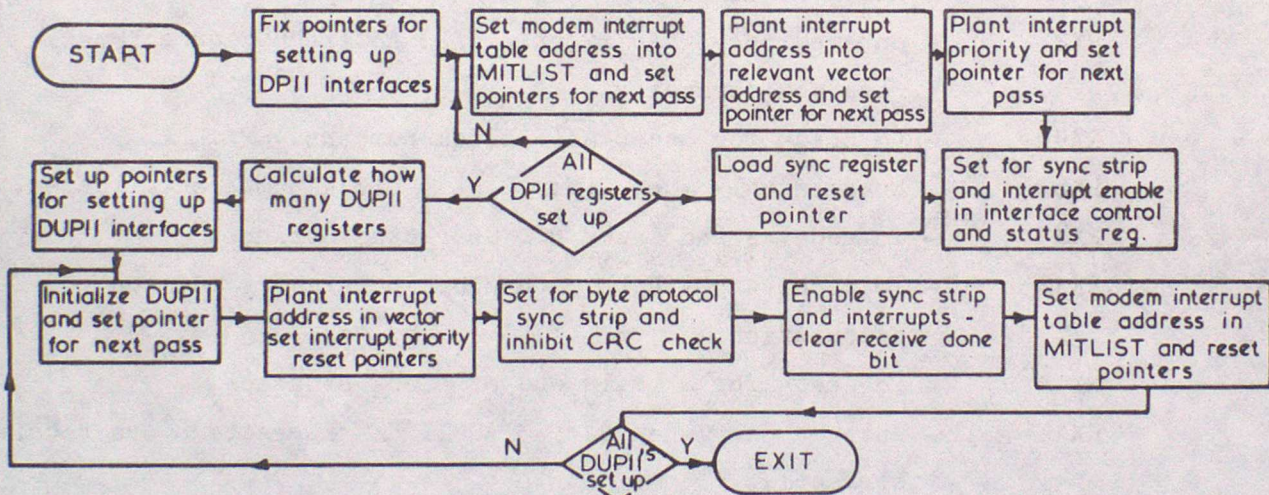 START
Fix pointers for
setting up
DP11 interfaces
Set modem interrupt
table address into
MITLIST and set
pointers for next pass
Plant interrupt
address into
relevant vector
address and set
pointer for next pass
Plant interrupt
priority and set
pointer for next
pass
N
Set up pointers
for setting up
DUP11 interfaces
Calculate how
many DUP11
registers
Y
All
DP11 registers
set up
Load sync register
and reset
pointer
Set for sync strip
and interrupt enable
in interface control
and status reg.
Initialize DUP11
and set pointer
for next pass
Plant interrupt
address in vector
set interrupt priority
reset pointers
Set for byte protocol
sync strip and
inhibit CRC check
Enable sync strip
and interrupts -
clear receive done
bit
Set modem interrupt
table address in
MITLIST and reset
pointers
N
All
DUP11's
set up
Y
EXIT